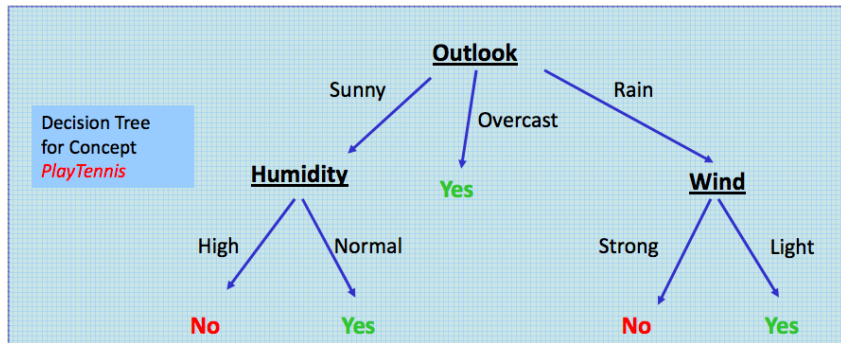 Outlook
Sunny
Rain
Overcast
Decision Tree
for Concept
PlayTennis
Humidity
Yes
Wind
High
Normal
Strong
Light
No
Yes
No
Yes